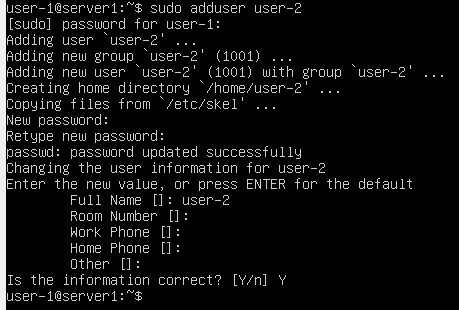 user-1@server1:~$ sudo adduser user-2
[sudo] password for user-1:
Adding user `user-2' ...
Adding new group `user-2' (1001) ...
Adding new user `user-2' (1001) with group `user-2' ...
Creating home directory `/home/user-2' ...
Copying files from `/etc/skel' ...
New password:
Retype new password:
passwd: password updated successfully
Changing the user information for user-2
Enter the new value, or press ENTER for the default
Full Name []: user-2
Room Number []:
Work Phone []:
Home Phone []:
Other []:
Is the information correct? [Y/n] Y
user-1@server1:~$